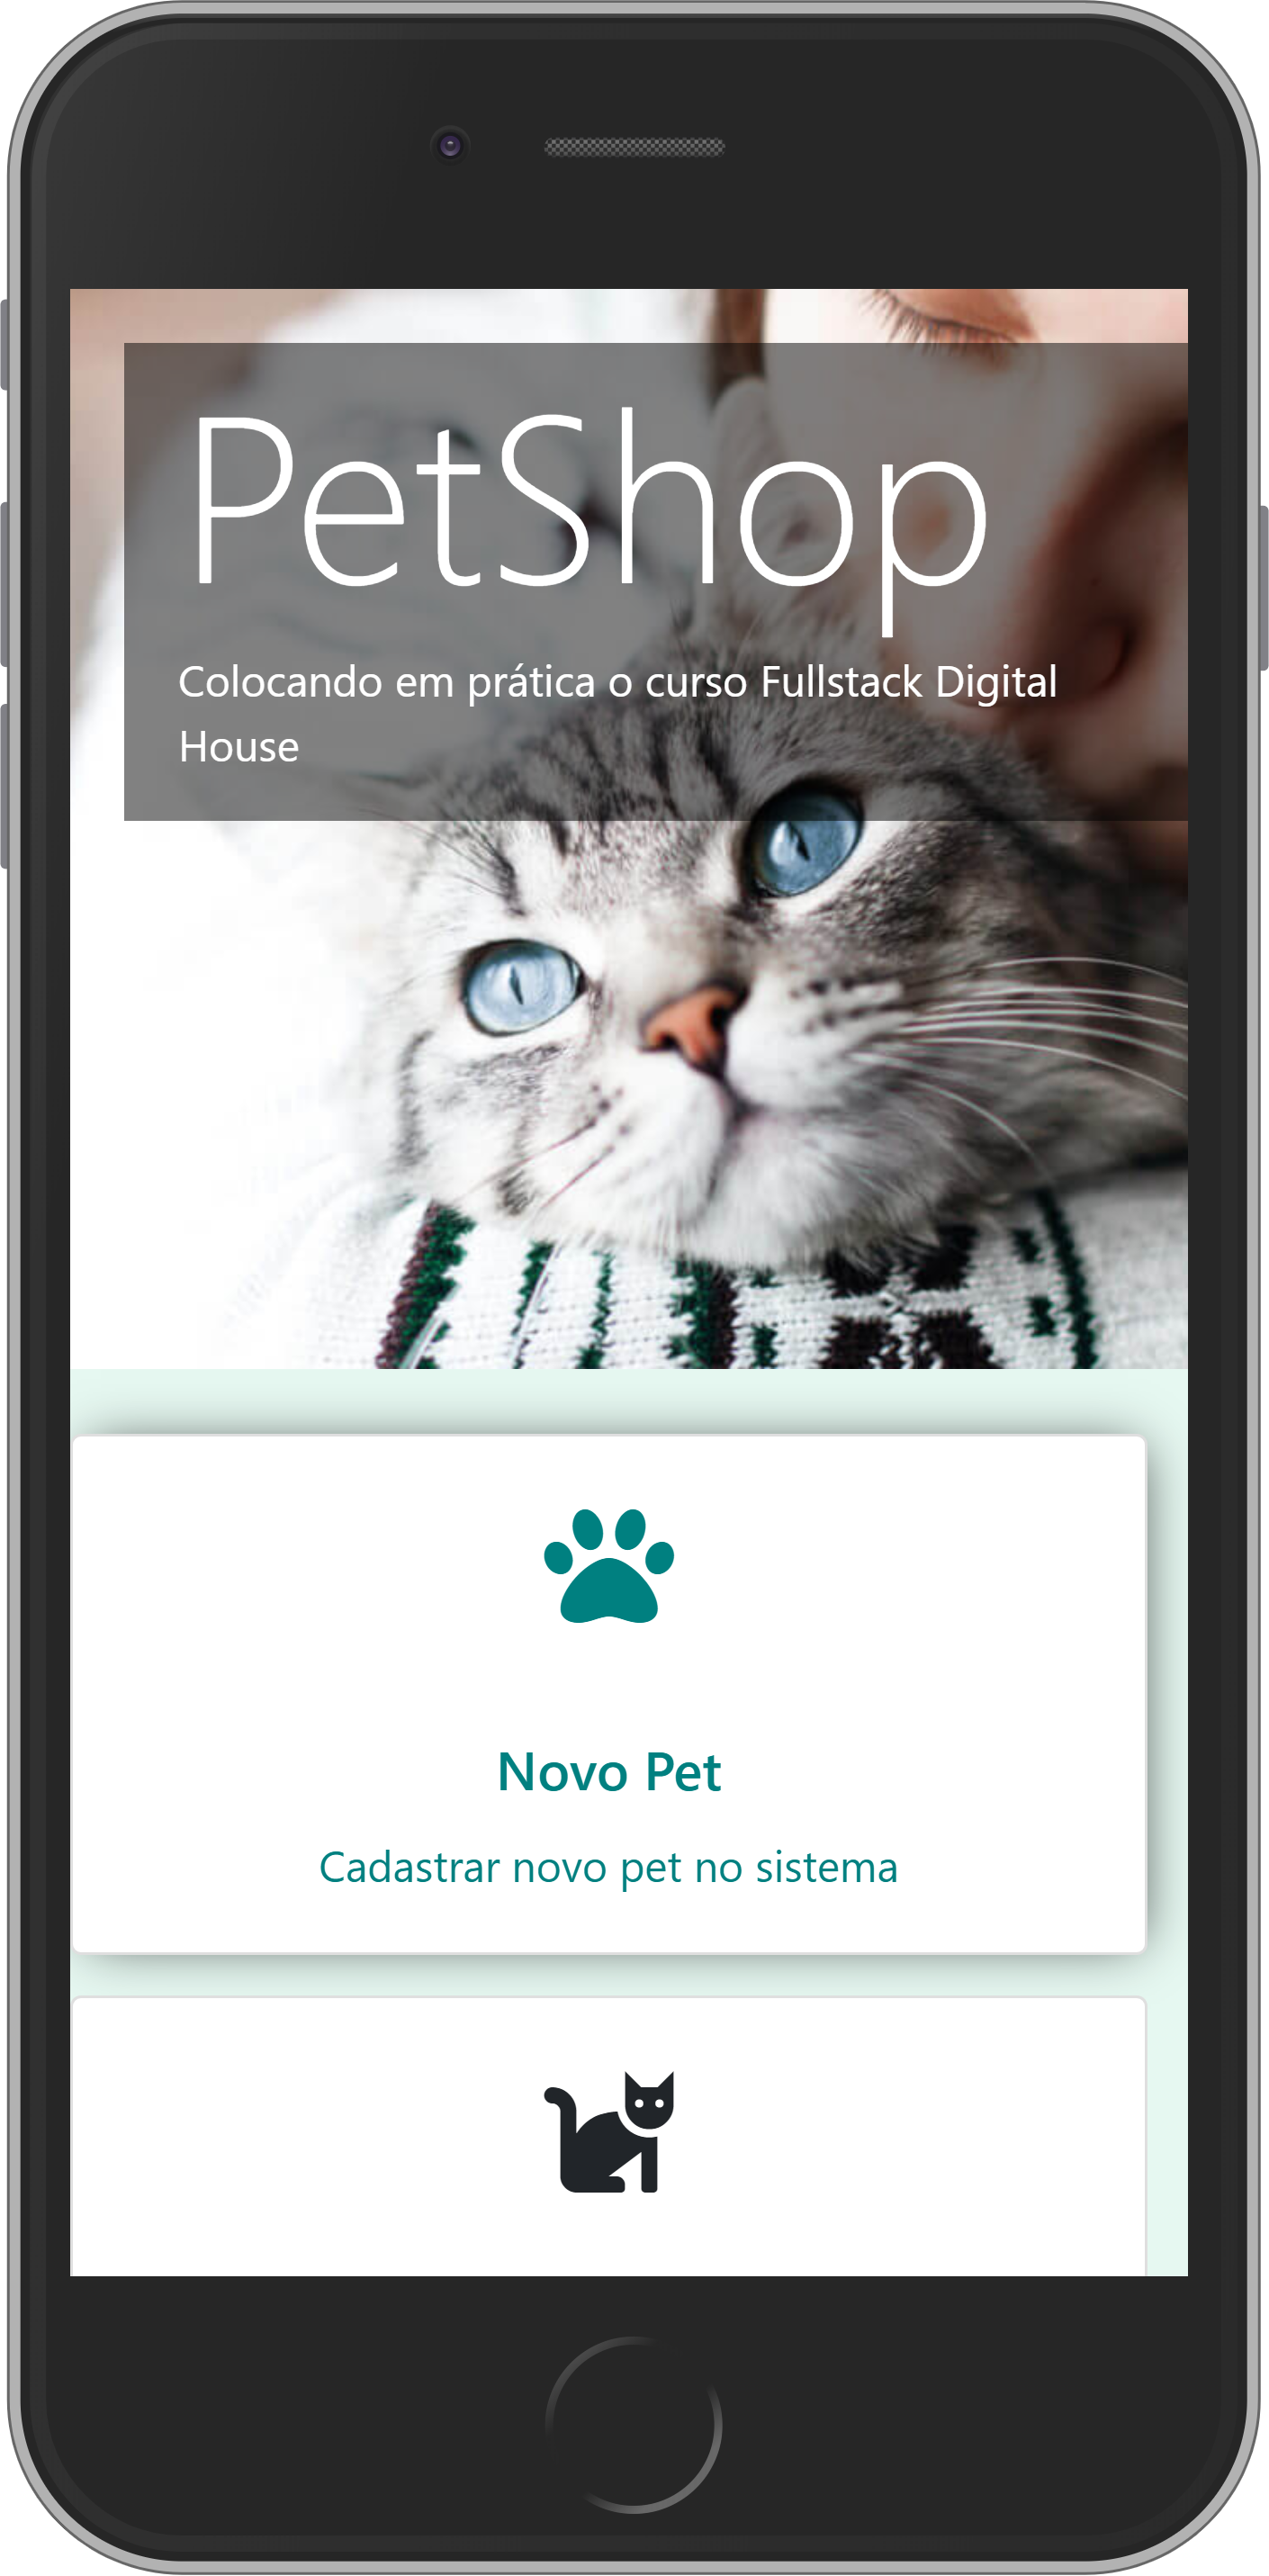 PetShop
Colocando em prática o curso Fullstack Digital
House
Novo Pet
Cadastrar novo pet no sistema